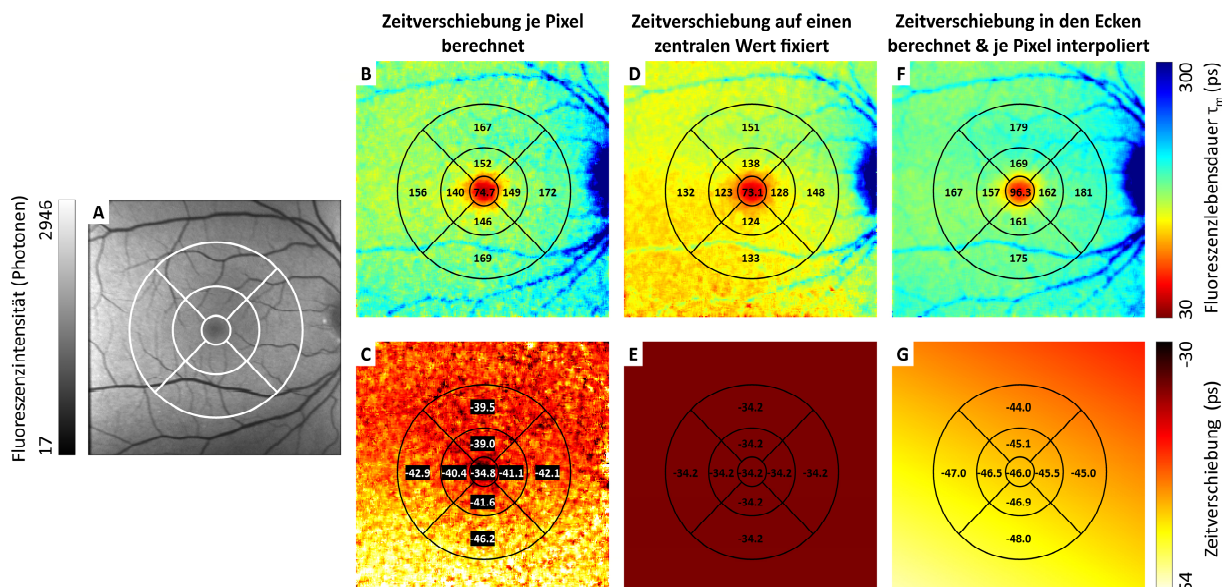 Zeitverschiebung je Pixel
berechnet
Zeitverschiebung auf einen
zentralen Wert fixiert
Zeitverschiebung in den Ecken
berechnet & je Pixel interpoliert
Fluoreszenzintensität (Photonen)
2946
17
A
B
167
152
156 140 74.7 149 172
146
169
D
151
138
132 123 73.1 128 148
124
133
F
179
169
167 157 96.3 162 181
161
175
300
30
Fluoreszenzlebensdauer τm (ps)
C
-39.5
-39.0
-42.9 -40.4 -34.8 -41.1 -42.1
-41.6
-46.2
E
-34.2
-34.2
-34.2 -34.2 -34.2 -34.2 -34.2
-34.2
34.2
G
-44.0
-45.1
-47.0 -46.5 -46.0 -45.5 -45.0
-46.9
-48.0
-30
54
Zeitverschiebung (ps)